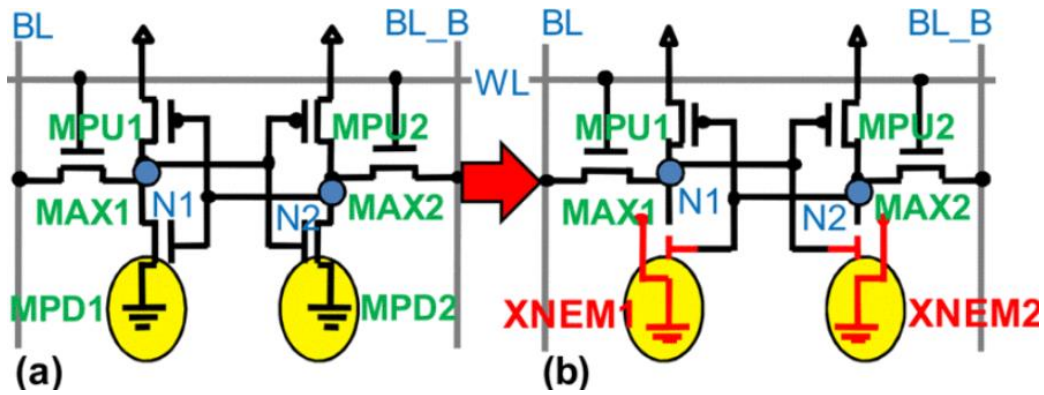 BL BL_B BL BL_B
WL
MPU1 MPU2 MPU1 MPU2
MAX1 N1 N2 MAX2 MAX1 N1 N2 MAX2
MPD1 MPD2 XNEM1 XNEM2
(a) (b)